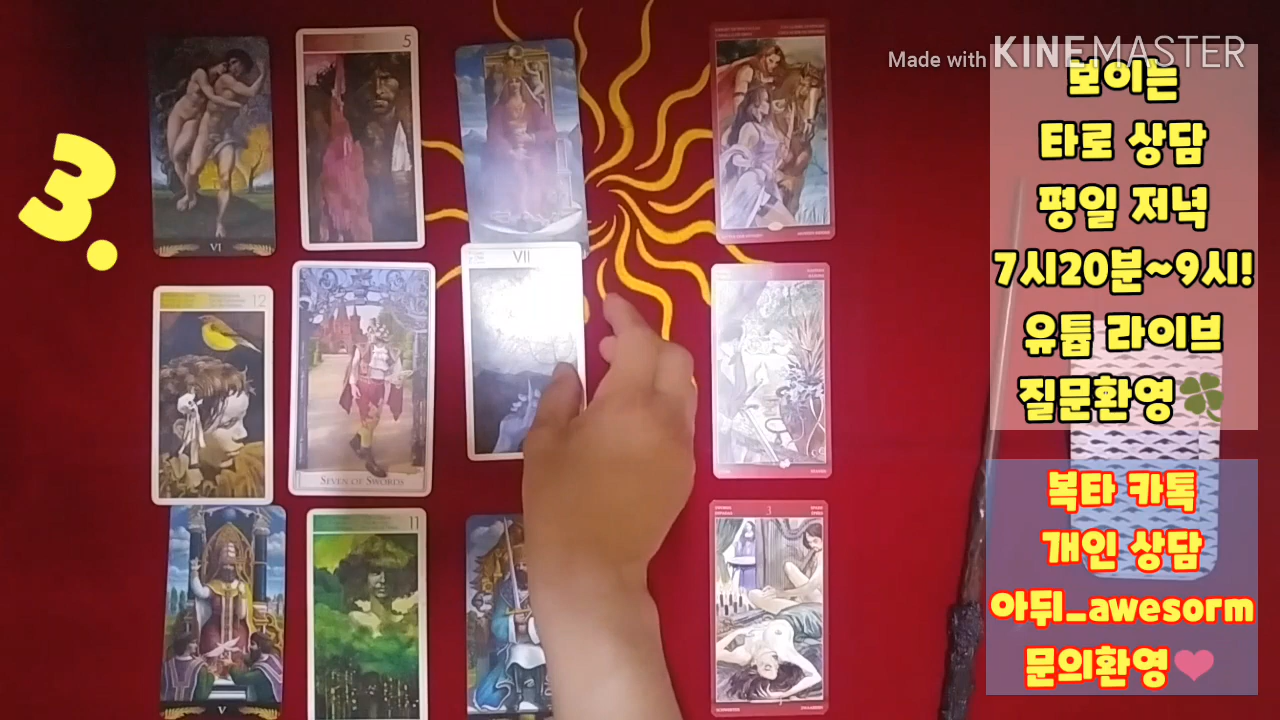 Made with KINEMASTER
보이는
타로 상담
평일 저녁
7시20분~9시!
유튭 라이브
질문환영🍀
복타 카톡
개인 상담
아뒤_awesorm
문의환영❤
3.
VI
5
VII
12
SEVEN OF SWORDS
V
11
3